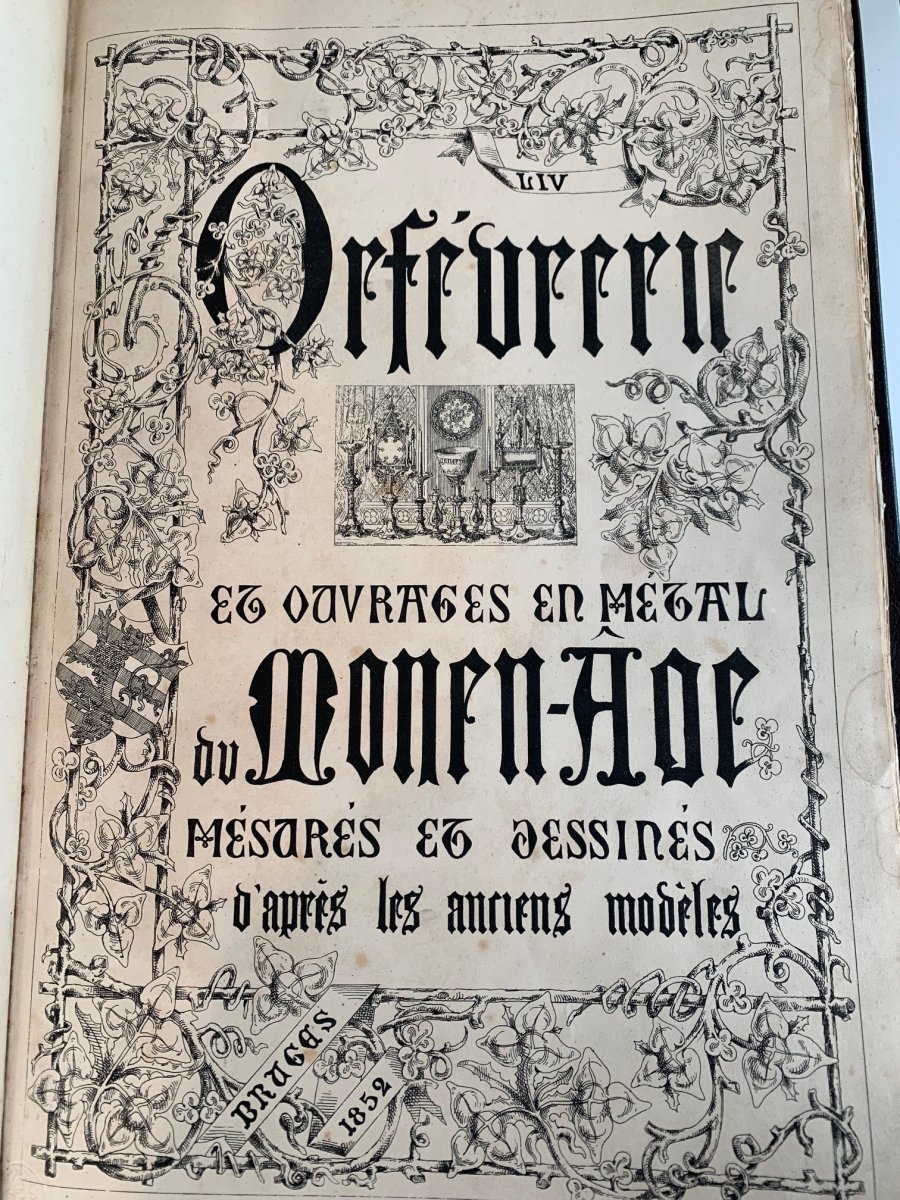 LIV
Orfévrerie
ET OUVRAGES EN MÉTAL
du MOYEN-ÂGE
MÉSURÉS ET DESSINÉS
d'après les anciens modèles
BRUGES
1852